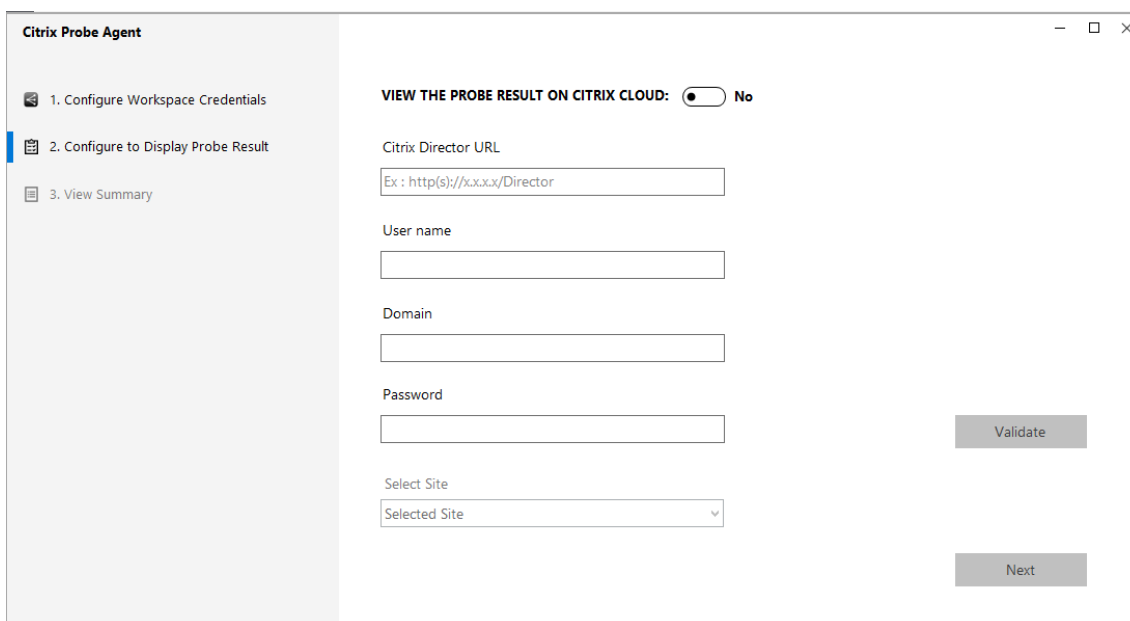 Citrix Probe Agent
1. Configure Workspace Credentials
2. Configure to Display Probe Result
3. View Summary
VIEW THE PROBE RESULT ON CITRIX CLOUD: No
Citrix Director URL
Ex : http(s)://x.x.x.x/Director
User name
Domain
Password
Validate
Select Site
Selected Site
Next